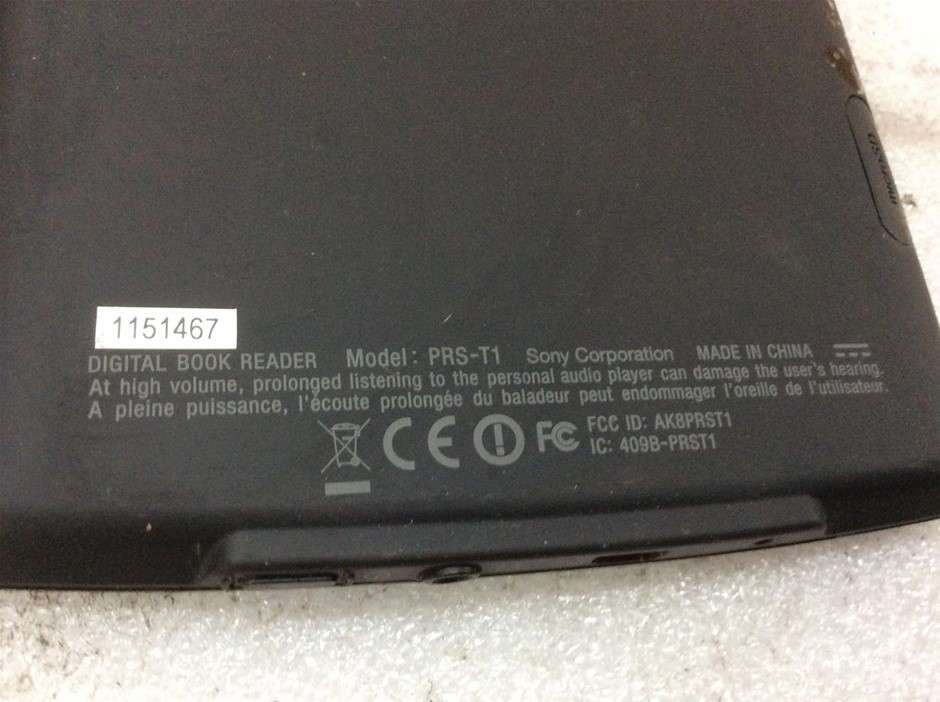 1151467
DIGITAL BOOK READER Model: PRS-T1 Sony Corporation MADE IN CHINA
At high volume, prolonged listening to the personal audio player can damage the user's hearing.
A pleine puissance, l'écoute prolongée du baladeur peut endommager l'oreille de l'utilisateur.
CE FC FCC ID: AK8PRST1
IC: 409B-PRST1